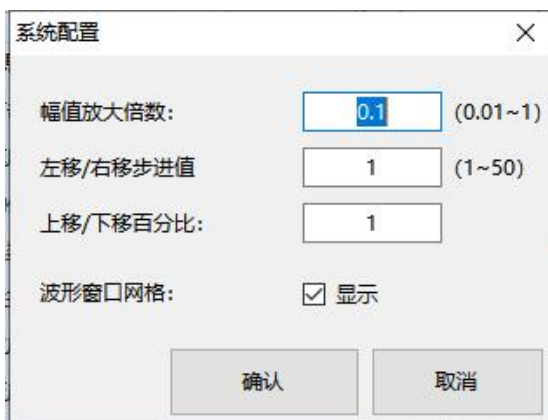 系统配置
幅值放大倍数: 0.1 (0.01~1)
左移/右移步进值 1 (1~50)
上移/下移百分比: 1
波形窗口网格: 显示
确认 取消